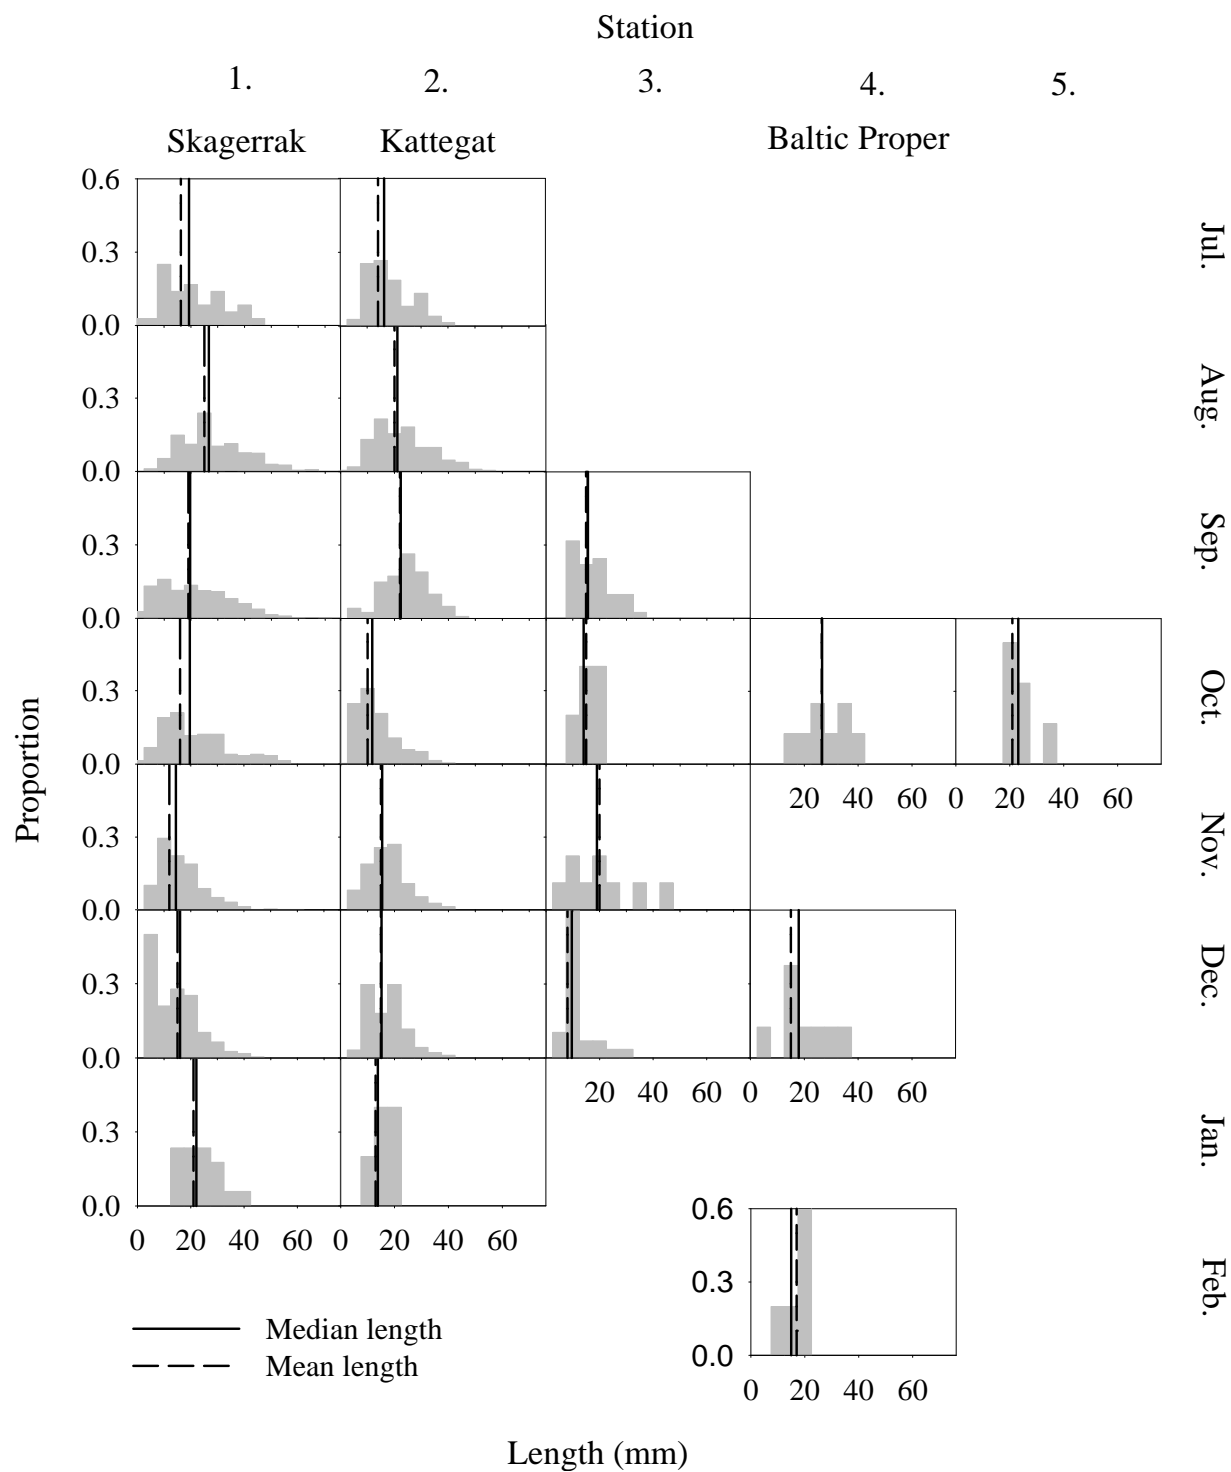 Station
1. 2. 3. 4. 5.
Skagerrak Kattegat Baltic Proper
0.6
0.3
0.0
Jul.
0.3
0.0
Aug.
0.3
0.0
Sep.
0.3
0.0
Oct.
20 40 60 0 20 40 60
0.3
0.0
Nov.
0.3
0.0
Dec.
20 40 60 0 20 40 60
0.3
0.0
Jan.
0 20 40 60 0 20 40 60
0.6
0.3
0.0
Feb.
0 20 40 60
Proportion
Median length
Mean length
Length (mm)